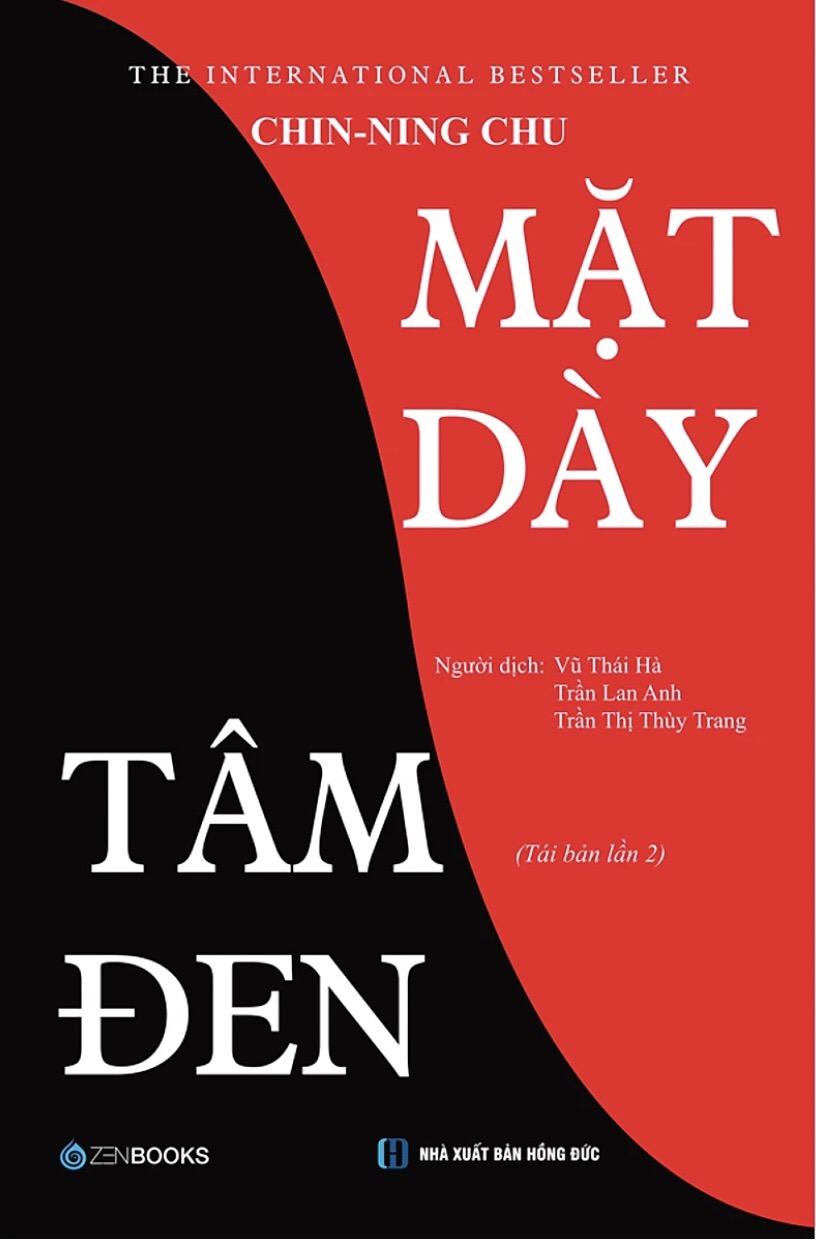 THE INTERNATIONAL BESTSELLER
CHIN-NING CHU
MẶT
DÀY
Người dịch: Vũ Thái Hà
Trần Lan Anh
Trần Thị Thùy Trang
TÂM
(Tái bản lần 2)
ĐEN
ZENBOOKS
NHÀ XUẤT BẢN HỒNG ĐỨC